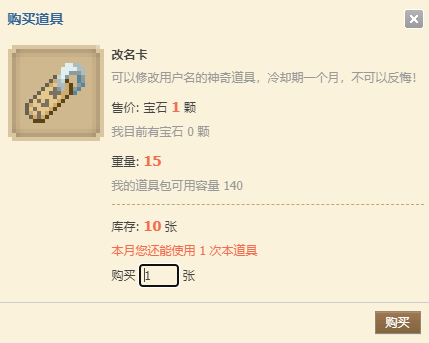 购买道具
改名卡
可以修改用户名的神奇道具，冷却期一个月，不可以反悔！
售价: 宝石 1 颗
我目前有宝石 0 颗
重量: 15
我的道具包可用容量 140
库存: 10 张
本月您还能使用 1 次本道具
购买 1 张
购买